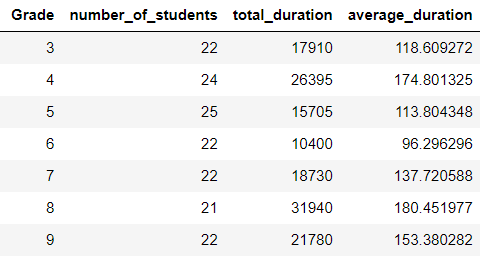 Grade number_of_students total_duration average_duration
3 22 17910 118.609272
4 24 26395 174.801325
5 25 15705 113.804348
6 22 10400 96.296296
7 22 18730 137.720588
8 21 31940 180.451977
9 22 21780 153.380282